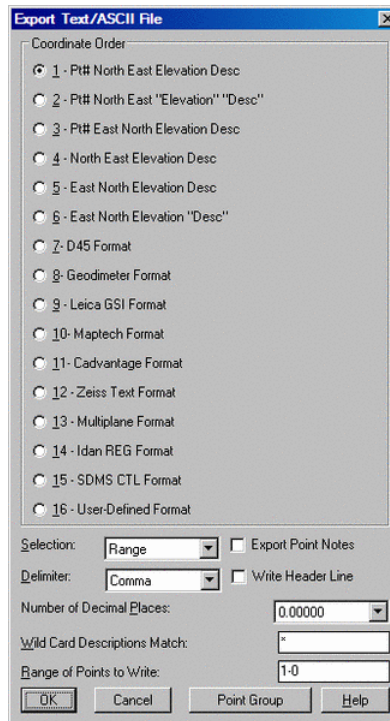 Export Text/ASCII File
Coordinate Order
1 - Pt# North East Elevation Desc
2 - Pt# North East "Elevation" "Desc"
3 - Pt# East North Elevation Desc
4 - North East Elevation Desc
5 - East North Elevation Desc
6 - East North Elevation "Desc"
7- D45 Format
8- Geodimeter Format
9 - Leica GSI Format
10- Maptech Format
11- Cadvantage Format
12 - Zeiss Text Format
13 - Multiplane Format
14 - Idan REG Format
15 - SDMS CTL Format
16 - User-Defined Format
Selection: Range Export Point Notes
Delimiter: Comma Write Header Line
Number of Decimal Places: 0.00000
Wild Card Descriptions Match: *
Range of Points to Write: 1-0
OK Cancel Point Group Help